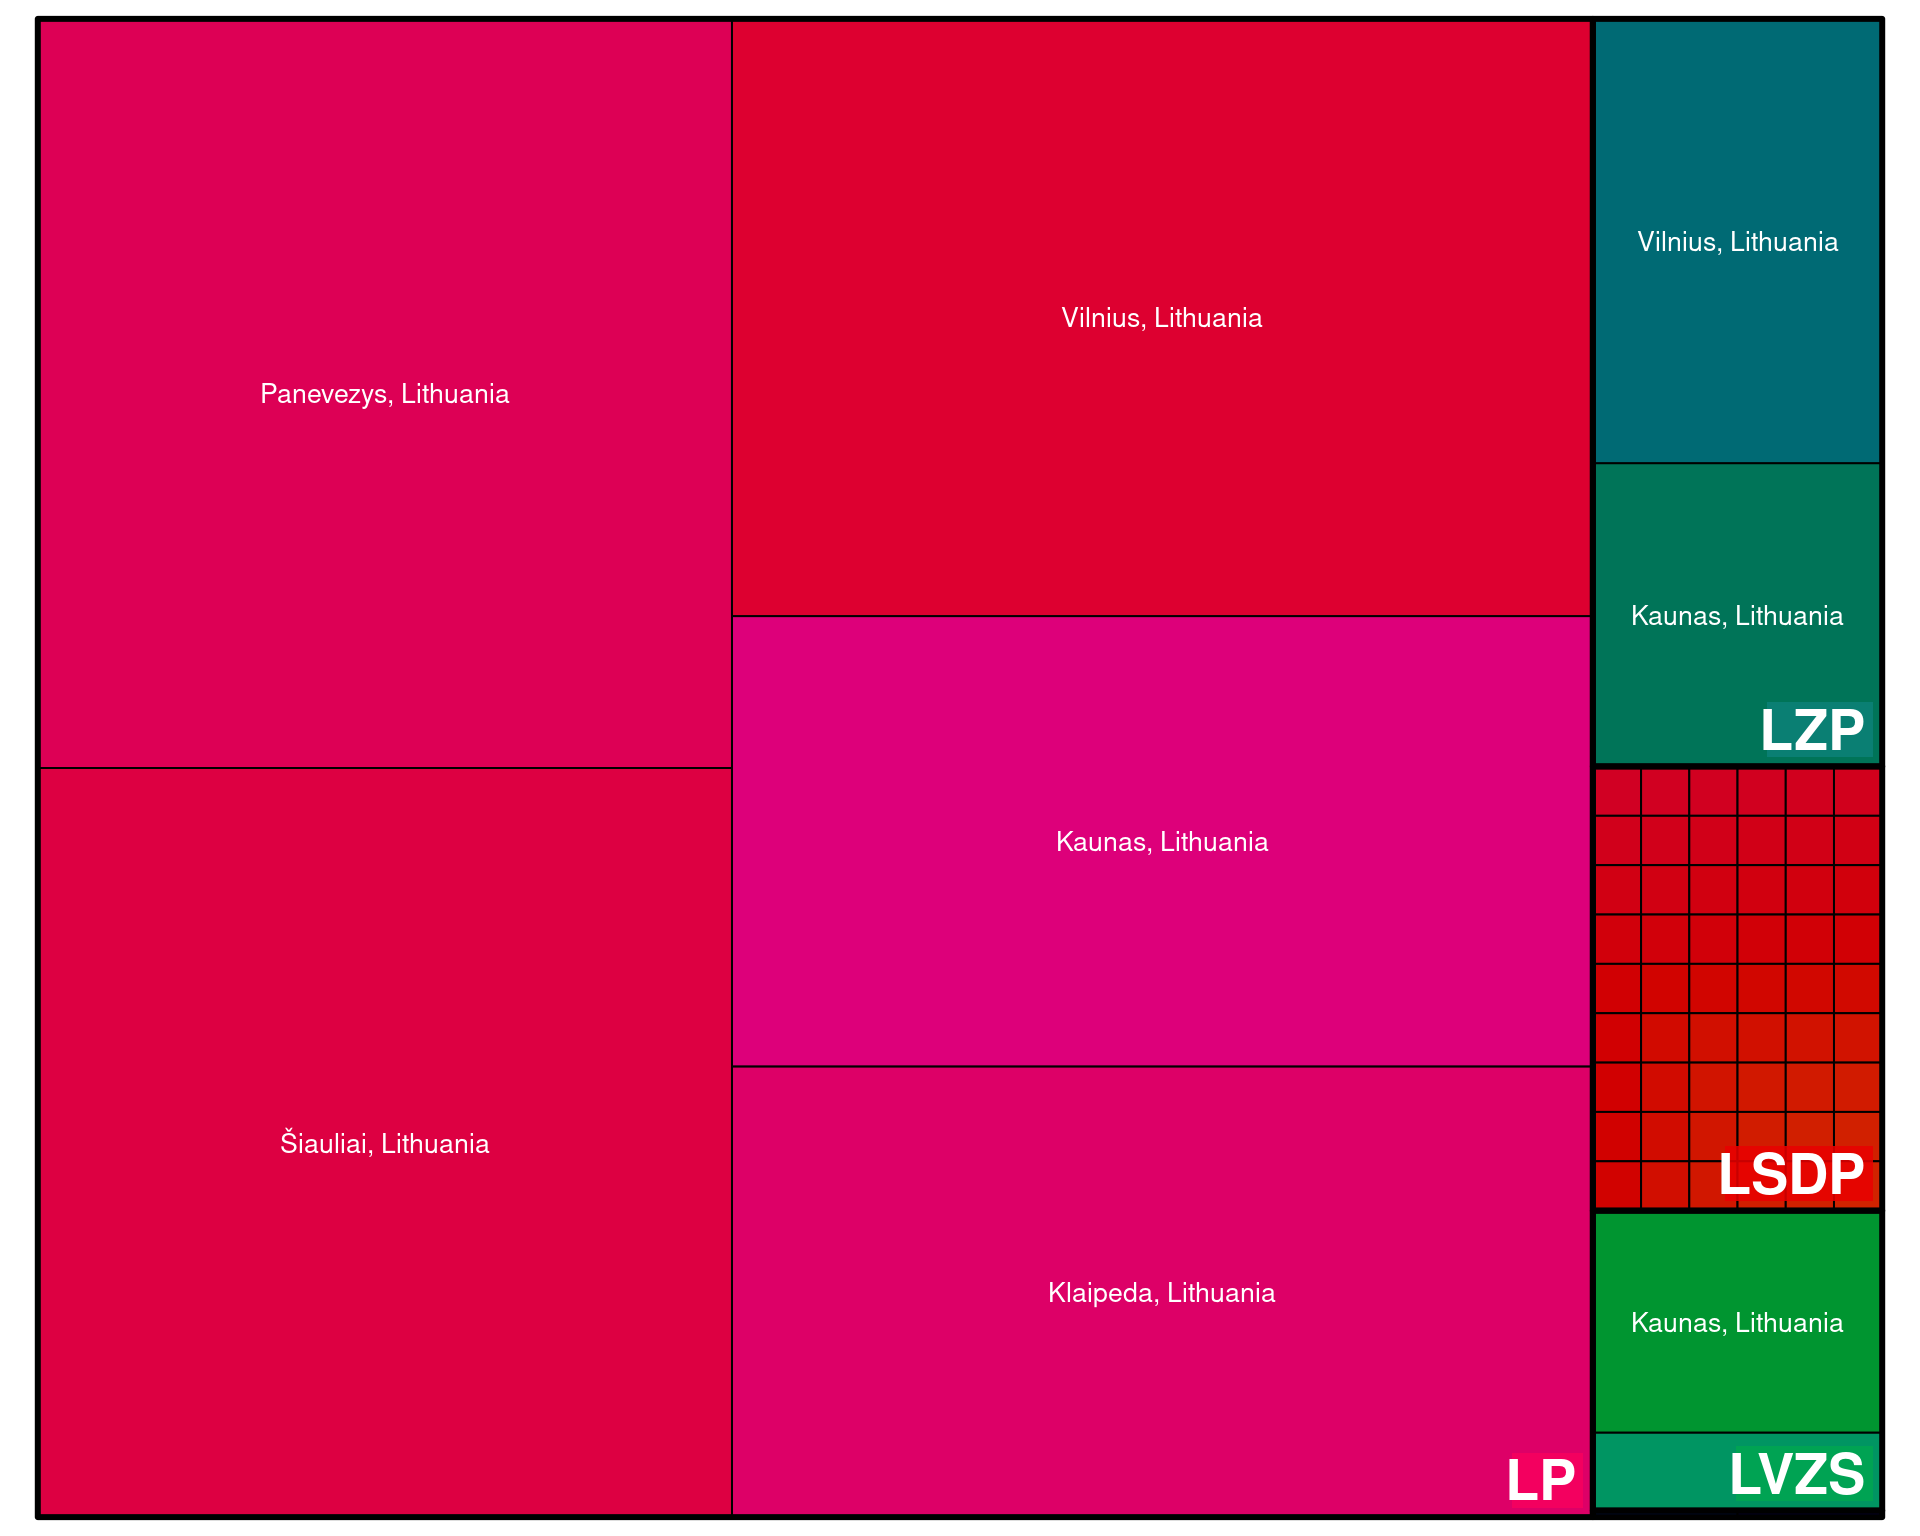 Panevezys, Lithuania
Šiauliai, Lithuania
Vilnius, Lithuania
Kaunas, Lithuania
Klaipeda, Lithuania
LP
Vilnius, Lithuania
Kaunas, Lithuania
LZP
LSDP
Kaunas, Lithuania
LVZS